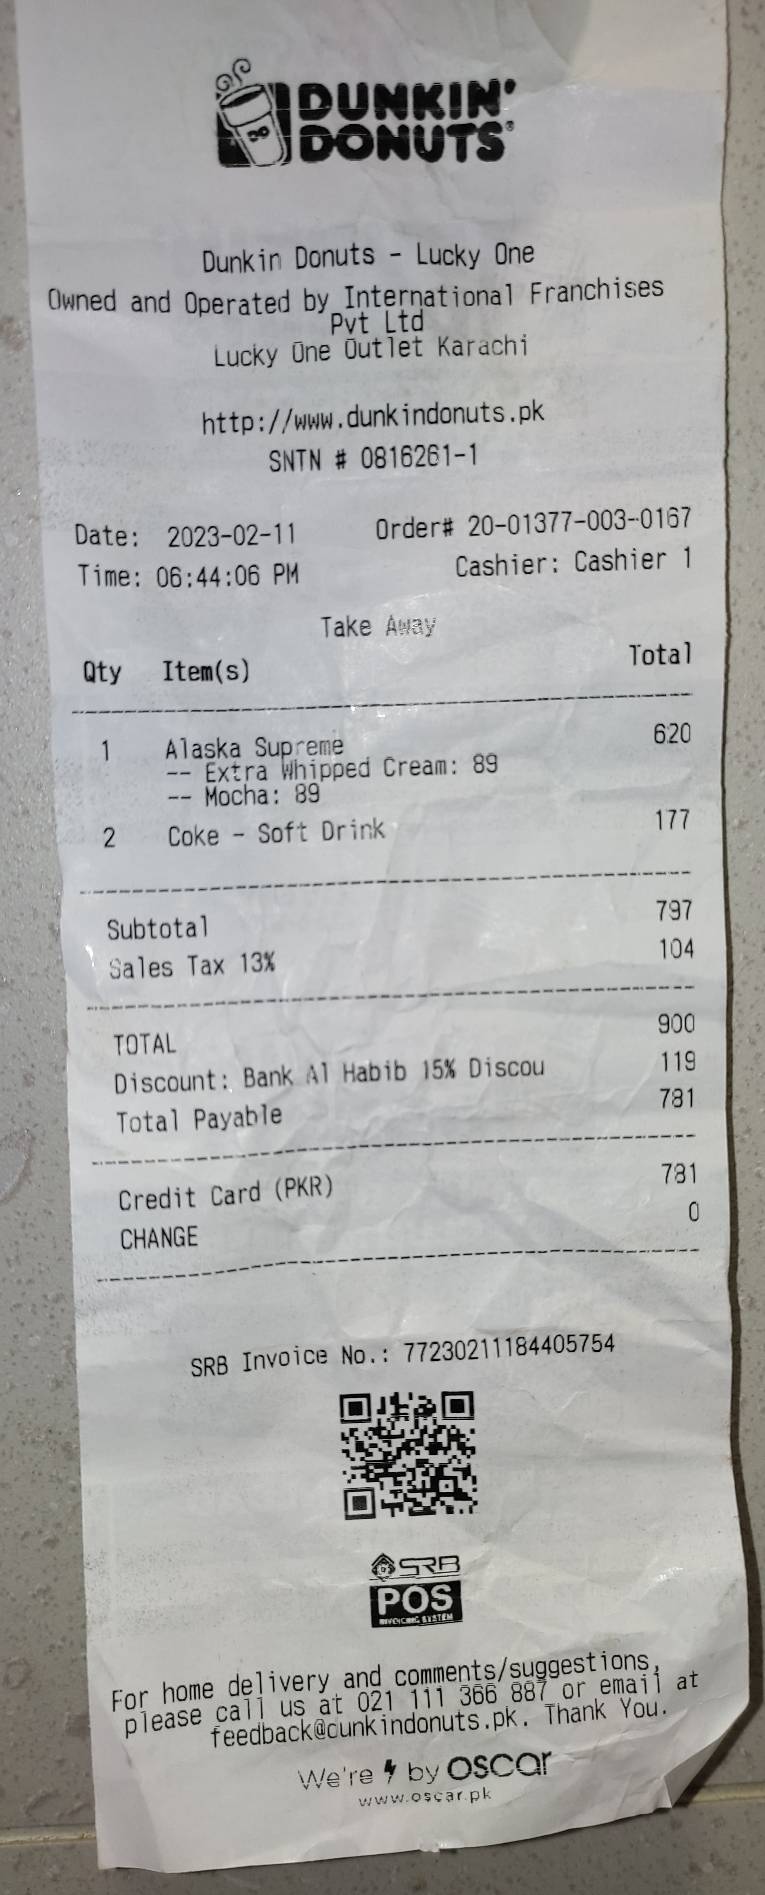 DUNKIN'
DONUTS®
Dunkin Donuts - Lucky One
Owned and Operated by International Franchises
Pvt Ltd
Lucky One Outlet Karachi
http://www.dunkindonuts.pk
SNTN # 0816261-1
Date: 2023-02-11 Order# 20-01377-003-0167
Time: 06:44:06 PM Cashier: Cashier 1
Take Away
Qty Item(s) Total
1 Alaska Supreme 620
-- Extra Whipped Cream: 89
-- Mocha: 89
2 Coke - Soft Drink 177
Subtotal 797
Sales Tax 13% 104
TOTAL 900
Discount: Bank Al Habib 15% Discou 119
Total Payable 781
Credit Card (PKR) 781
CHANGE 0
SRB Invoice No.: 77230211184405754
SRB
POS
INVOICING SYSTEM
For home delivery and comments/suggestions,
please call us at 021 111 366 887 or email at
feedback@dunkindonuts.pk. Thank You.
We're by OSCAR
www.oscar.pk